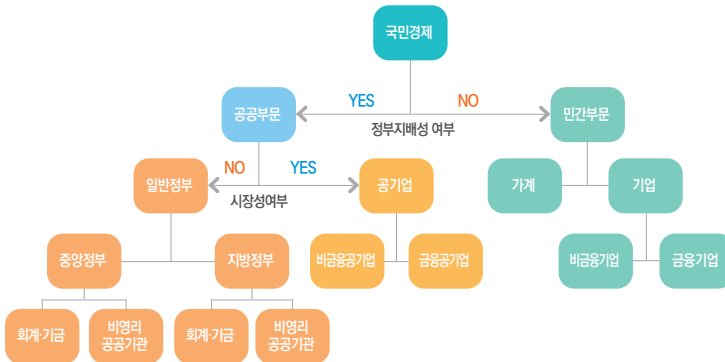 국민경제
YES
NO
공공부문
정부지배성 여부
민간부문
NO
YES
일반정부
시장성여부
공기업
가계
기업
중앙정부
지방정부
비금융공기업
금융공기업
비금융기업
금융기업
회계·기금
비영리
공공기관
회계·기금
비영리
공공기관